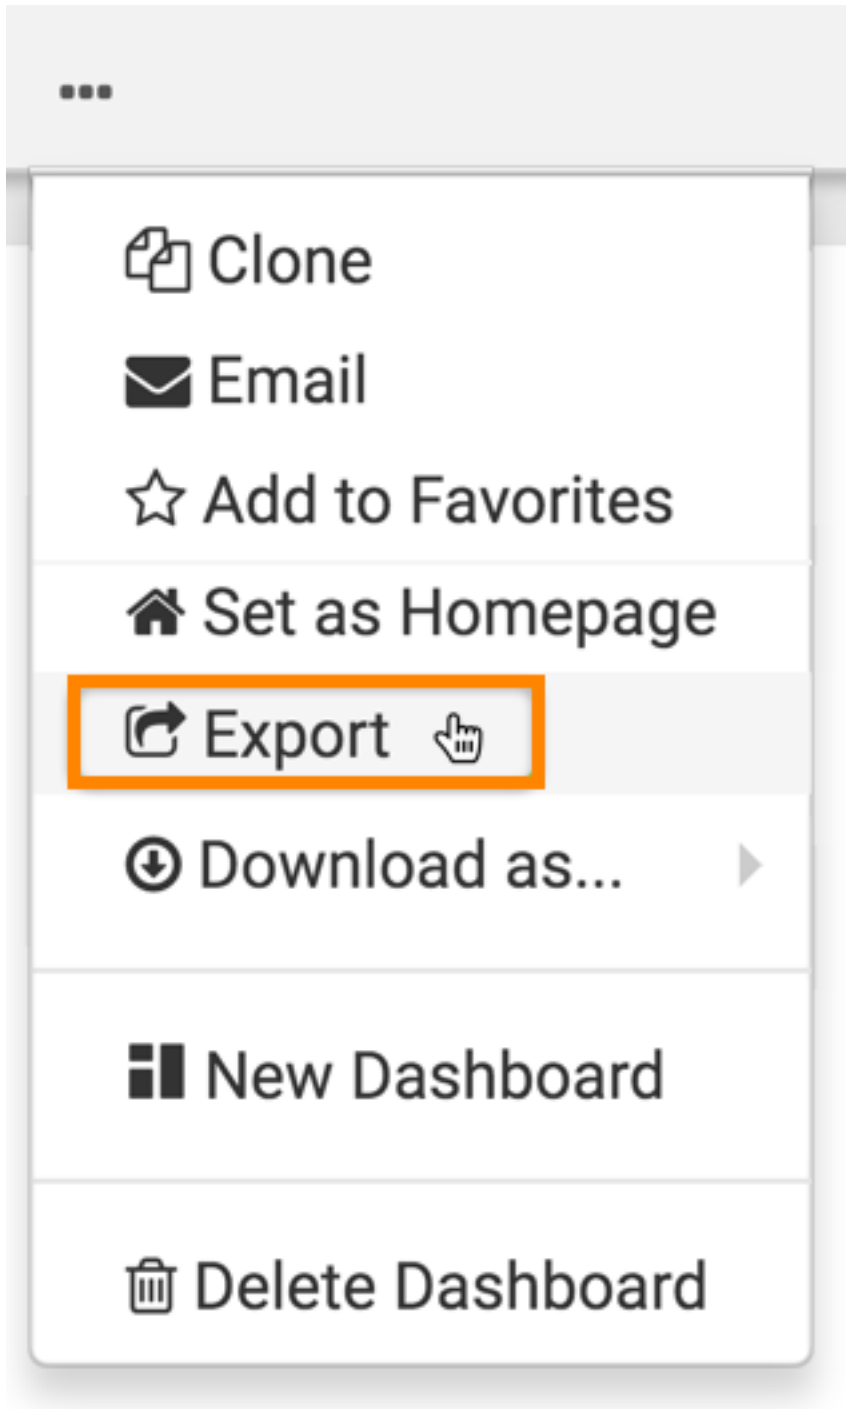 Clone
Email
Add to Favorites
Set as Homepage
Export
Download as...
New Dashboard
Delete Dashboard